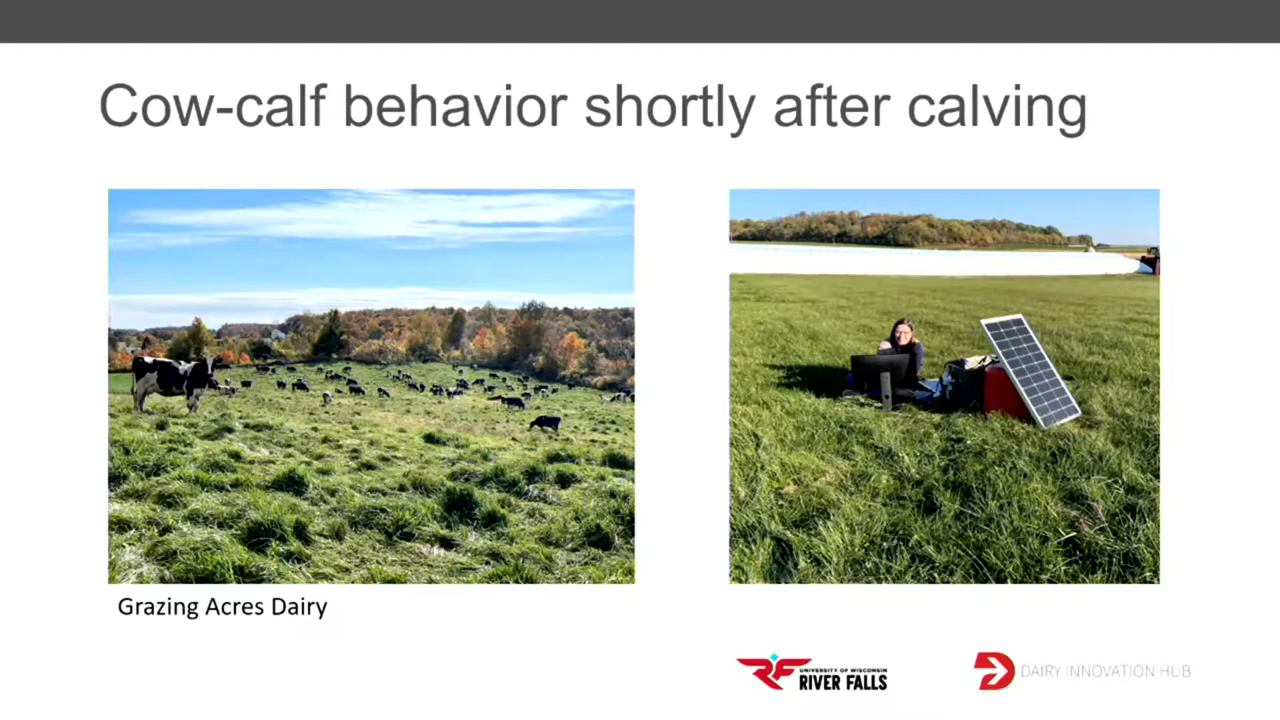 Cow-calf behavior shortly after calving
Grazing Acres Dairy
UNIVERSITY OF WISCONSIN
RIVER FALLS
DAIRY INNOVATION HUB